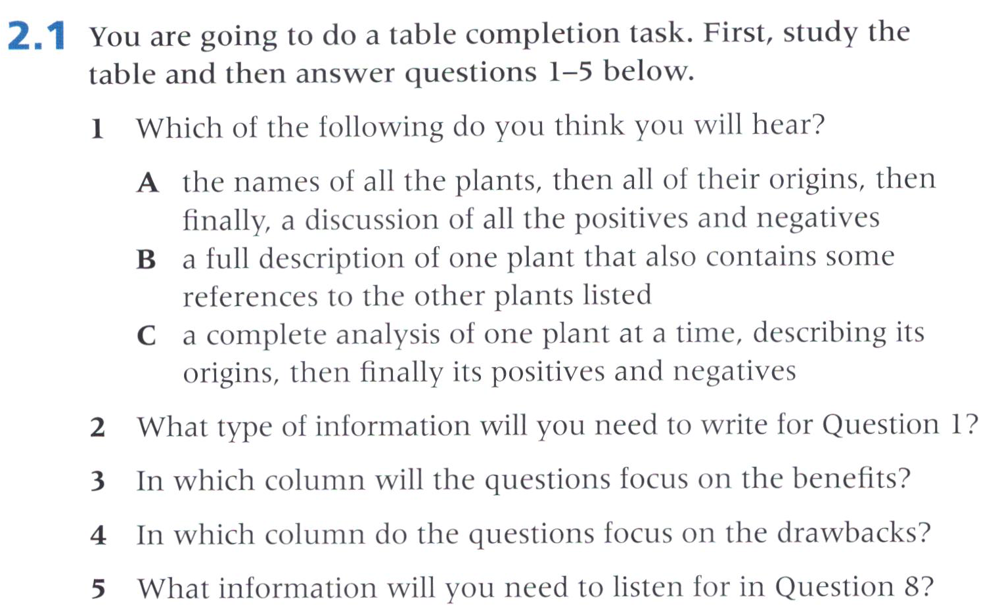 2.1 You are going to do a table completion task. First, study the
table and then answer questions 1–5 below.
1 Which of the following do you think you will hear?
A the names of all the plants, then all of their origins, then
finally, a discussion of all the positives and negatives
B a full description of one plant that also contains some
references to the other plants listed
C a complete analysis of one plant at a time, describing its
origins, then finally its positives and negatives
2 What type of information will you need to write for Question 1?
3 In which column will the questions focus on the benefits?
4 In which column do the questions focus on the drawbacks?
5 What information will you need to listen for in Question 8?